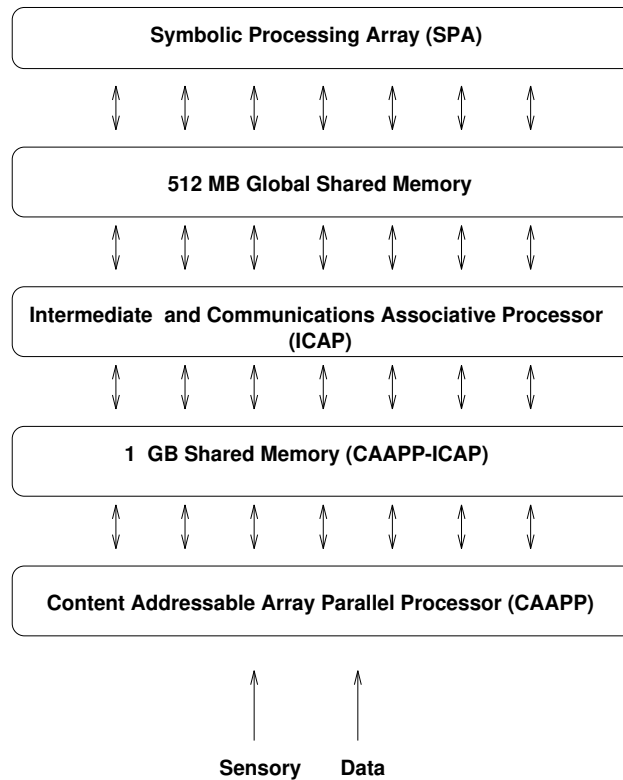 Symbolic Processing Array (SPA)
512 MB Global Shared Memory
Intermediate and Communications Associative Processor
(ICAP)
1 GB Shared Memory (CAAPP-ICAP)
Content Addressable Array Parallel Processor (CAAPP)
Sensory Data